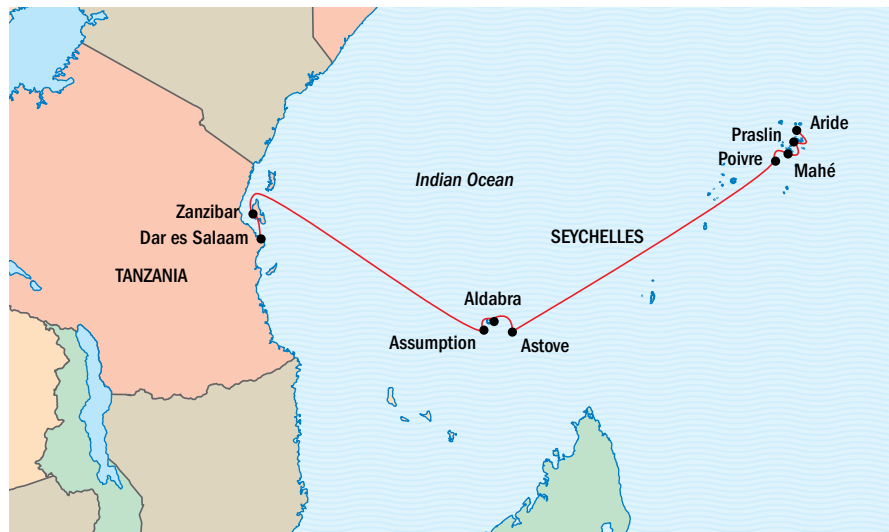 Aride
Praslin
Poivre
Mahé
Indian Ocean
Zanzibar
SEYCHELLES
Dar es Salaam
TANZANIA
Aldabra
Assumption
Astove